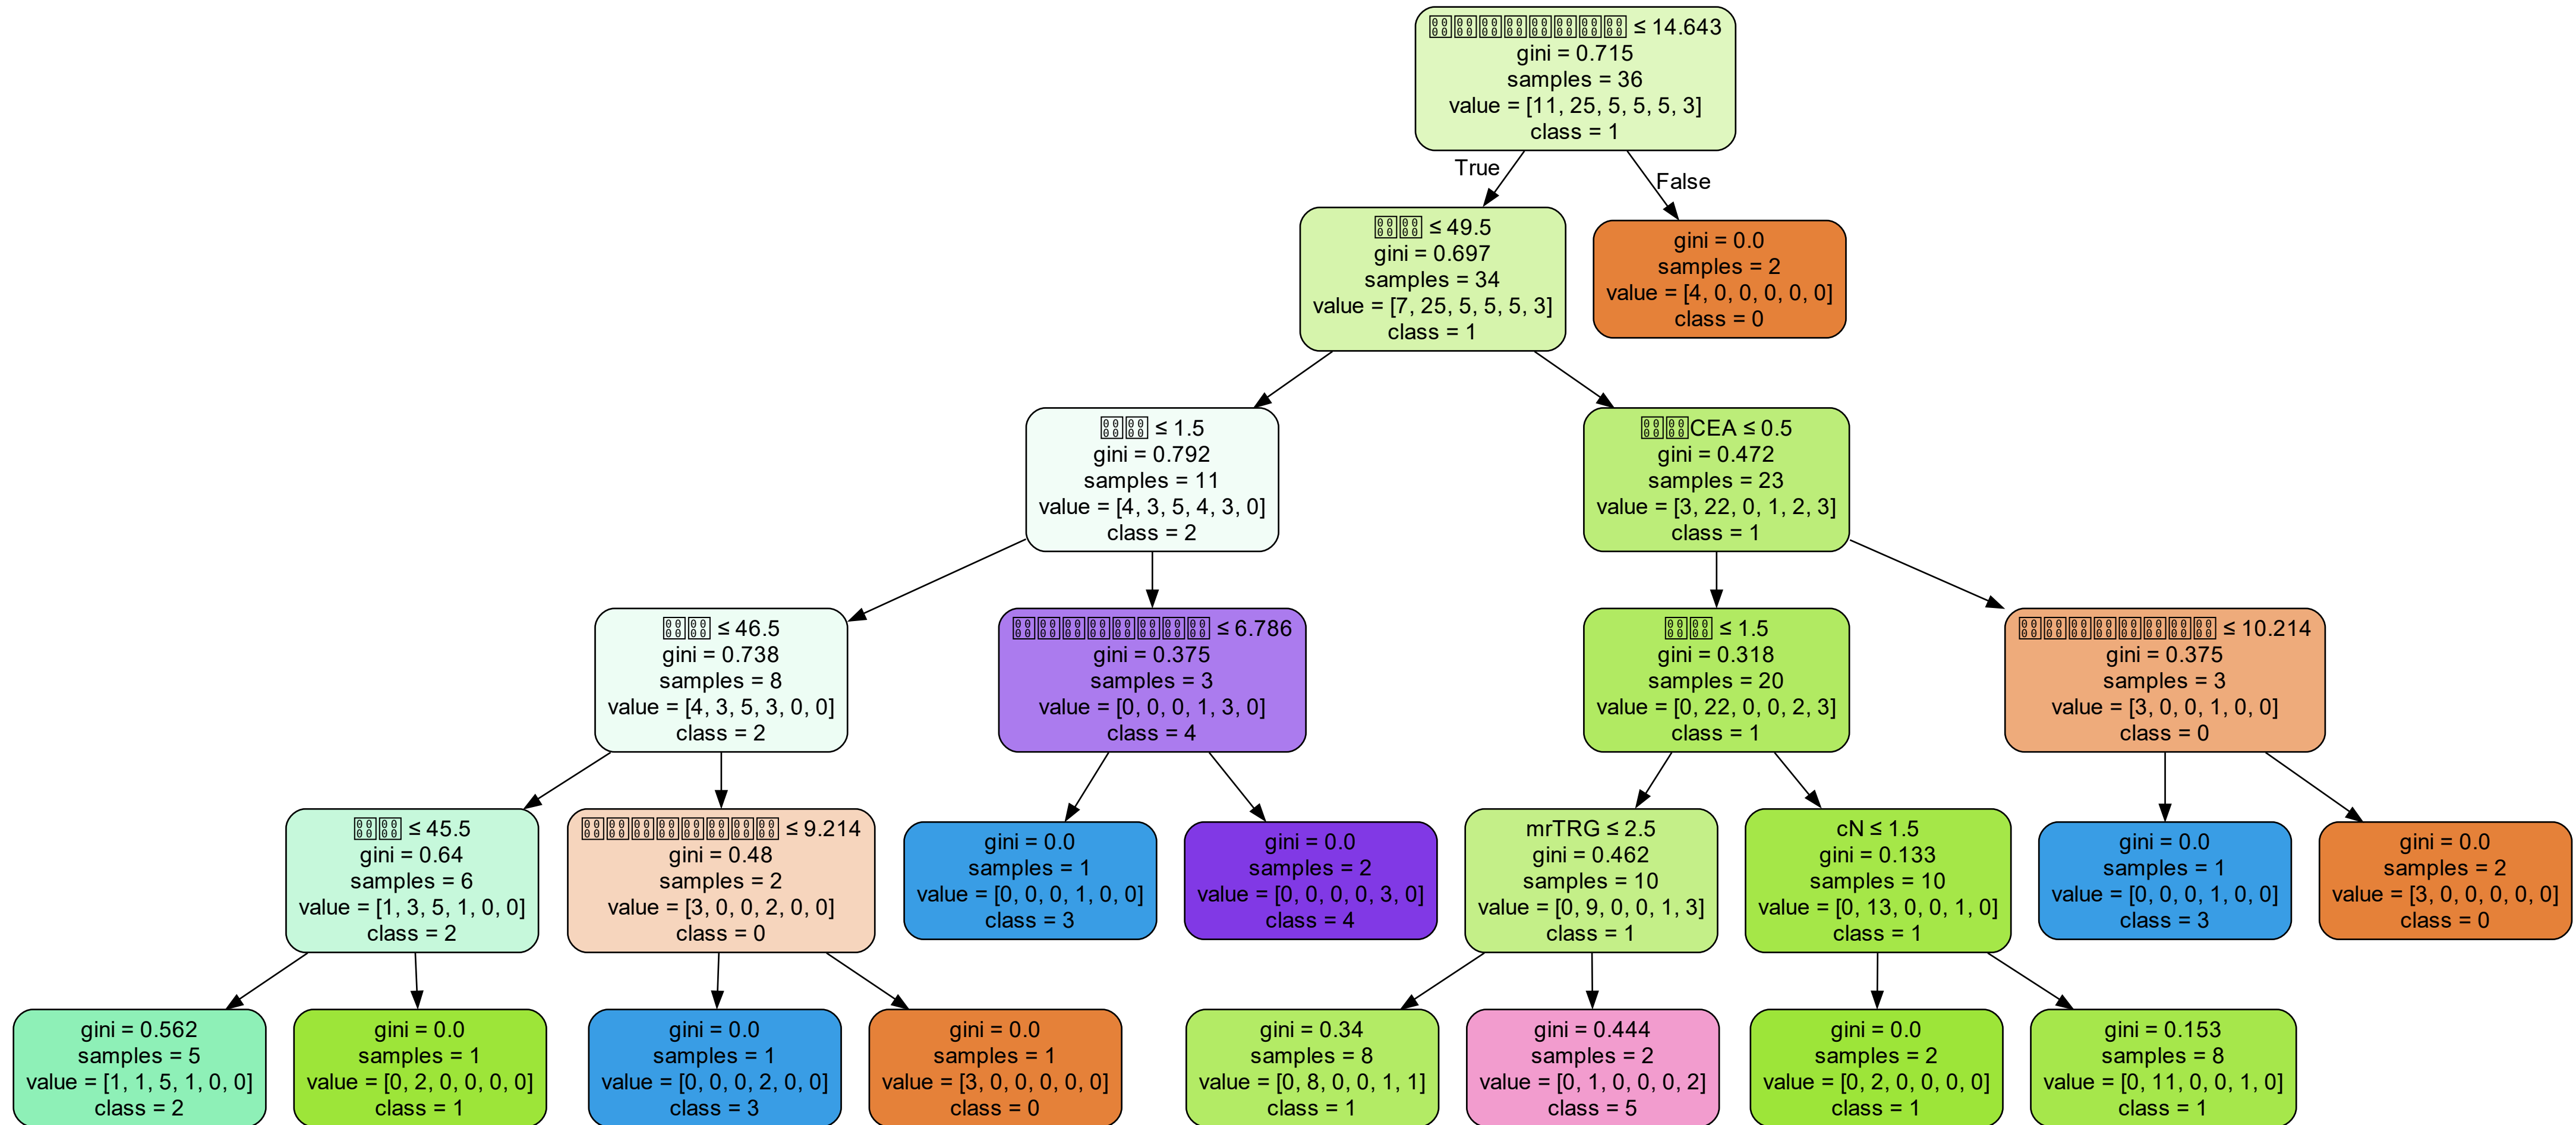 ≤ 14.643
gini = 0.715
samples = 36
value = [11, 25, 5, 5, 5, 3]
class = 1
True
False
≤ 49.5
gini = 0.697
samples = 34
value = [7, 25, 5, 5, 5, 3]
class = 1
gini = 0.0
samples = 2
value = [4, 0, 0, 0, 0, 0]
class = 0
≤ 1.5
gini = 0.792
samples = 11
value = [4, 3, 5, 4, 3, 0]
class = 2
CEA ≤ 0.5
gini = 0.472
samples = 23
value = [3, 22, 0, 1, 2, 3]
class = 1
≤ 46.5
gini = 0.738
samples = 8
value = [4, 3, 5, 3, 0, 0]
class = 2
≤ 6.786
gini = 0.375
samples = 3
value = [0, 0, 0, 1, 3, 0]
class = 4
≤ 1.5
gini = 0.318
samples = 20
value = [0, 22, 0, 0, 2, 3]
class = 1
≤ 10.214
gini = 0.375
samples = 3
value = [3, 0, 0, 1, 0, 0]
class = 0
≤ 45.5
gini = 0.64
samples = 6
value = [1, 3, 5, 1, 0, 0]
class = 2
≤ 9.214
gini = 0.48
samples = 2
value = [3, 0, 0, 2, 0, 0]
class = 0
gini = 0.0
samples = 1
value = [0, 0, 0, 1, 0, 0]
class = 3
gini = 0.0
samples = 2
value = [0, 0, 0, 0, 3, 0]
class = 4
mrTRG ≤ 2.5
gini = 0.462
samples = 10
value = [0, 9, 0, 0, 1, 3]
class = 1
cN ≤ 1.5
gini = 0.133
samples = 10
value = [0, 13, 0, 0, 1, 0]
class = 1
gini = 0.0
samples = 1
value = [0, 0, 0, 1, 0, 0]
class = 3
gini = 0.0
samples = 2
value = [3, 0, 0, 0, 0, 0]
class = 0
gini = 0.562
samples = 5
value = [1, 1, 5, 1, 0, 0]
class = 2
gini = 0.0
samples = 1
value = [0, 2, 0, 0, 0, 0]
class = 1
gini = 0.0
samples = 1
value = [0, 0, 0, 2, 0, 0]
class = 3
gini = 0.0
samples = 1
value = [3, 0, 0, 0, 0, 0]
class = 0
gini = 0.34
samples = 8
value = [0, 8, 0, 0, 1, 1]
class = 1
gini = 0.444
samples = 2
value = [0, 1, 0, 0, 0, 2]
class = 5
gini = 0.0
samples = 2
value = [0, 2, 0, 0, 0, 0]
class = 1
gini = 0.153
samples = 8
value = [0, 11, 0, 0, 1, 0]
class = 1